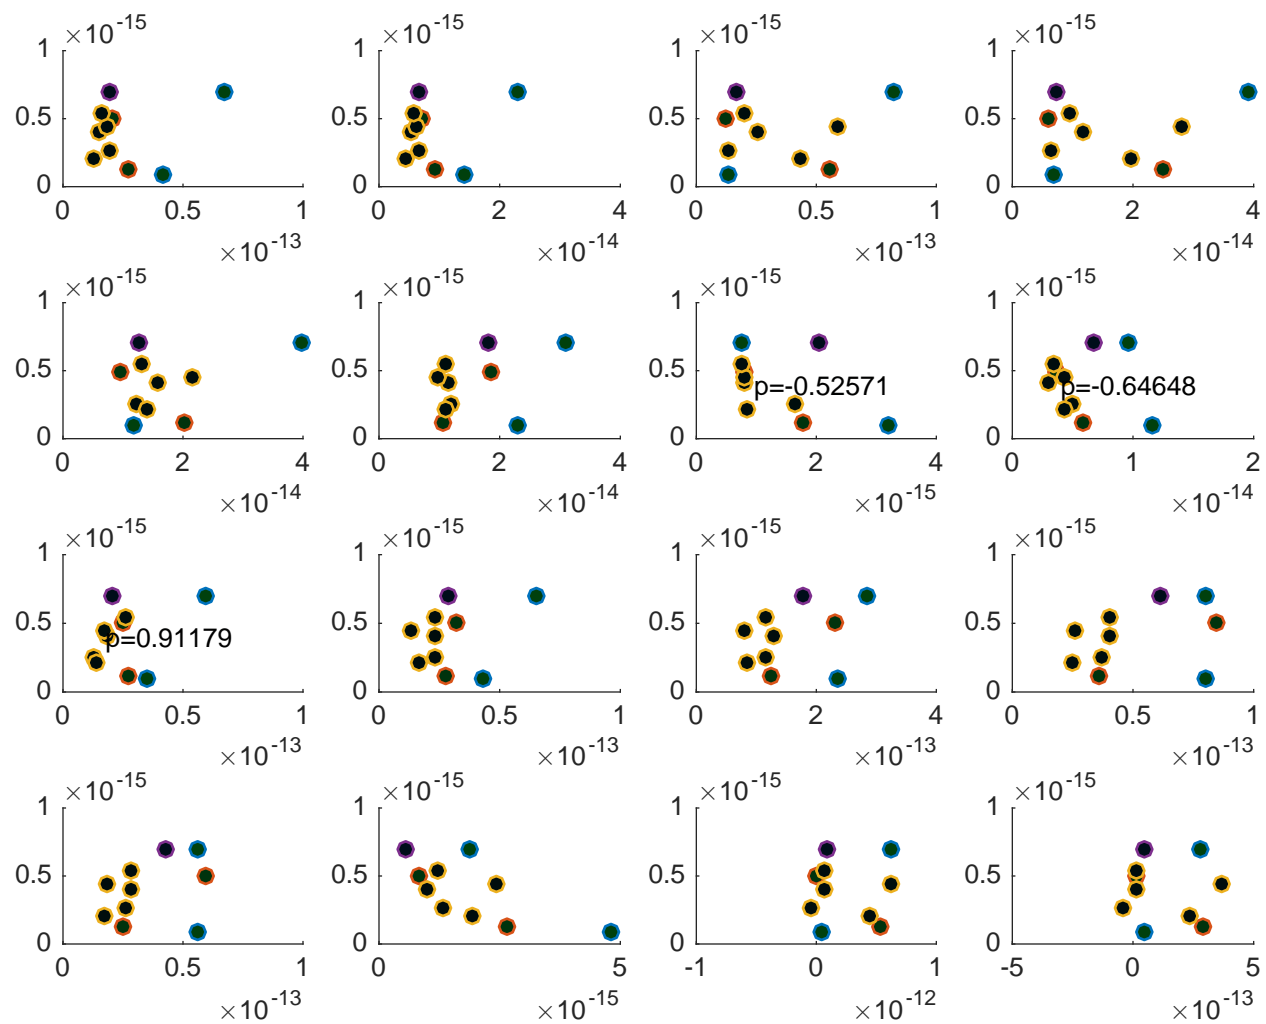 ×10-15 ×10-15 ×10-15 ×10-15
1 1 1 1
0.5 0.5 0.5 0.5
0 0 0 0
0 0.5 1 0 2 4 0 0.5 1 0 2 4
×10-13 ×10-14 ×10-13 ×10-14
×10-15 ×10-15 ×10-15 ×10-15
1 1 1 1
0.5 0.5 0.5 0.5
p=-0.52571 p=-0.64648
0 0 0 0
0 2 4 0 2 4 0 2 4 0 1 2
×10-14 ×10-14 ×10-15 ×10-14
×10-15 ×10-15 ×10-15 ×10-15
1 1 1 1
0.5 0.5 0.5 0.5
p=0.91179
0 0 0 0
0 0.5 1 0 0.5 1 0 2 4 0 0.5 1
×10-13 ×10-13 ×10-13 ×10-13
×10-15 ×10-15 ×10-15 ×10-15
1 1 1 1
0.5 0.5 0.5 0.5
0 0 0 0
0 0.5 1 0 5 -1 0 1 -5 0 5
×10-13 ×10-15 ×10-12 ×10-13